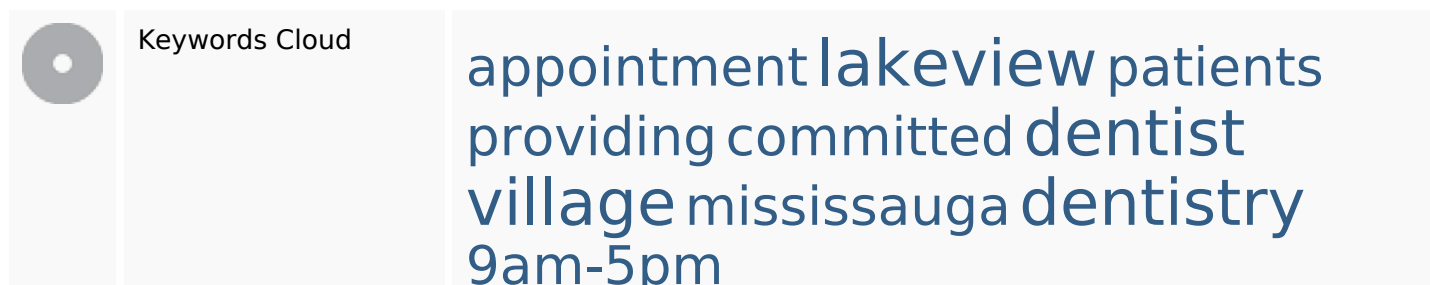 Keywords Cloud
appointment lakeview patients
providing committed dentist
village mississauga dentistry
9am-5pm